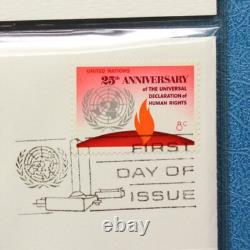 UNITED NATIONS
25th ANNIVERSARY
OF THE UNIVERSAL
DECLARATION of
HUMAN RIGHTS
8c
FIRST
DAY OF
ISSUE